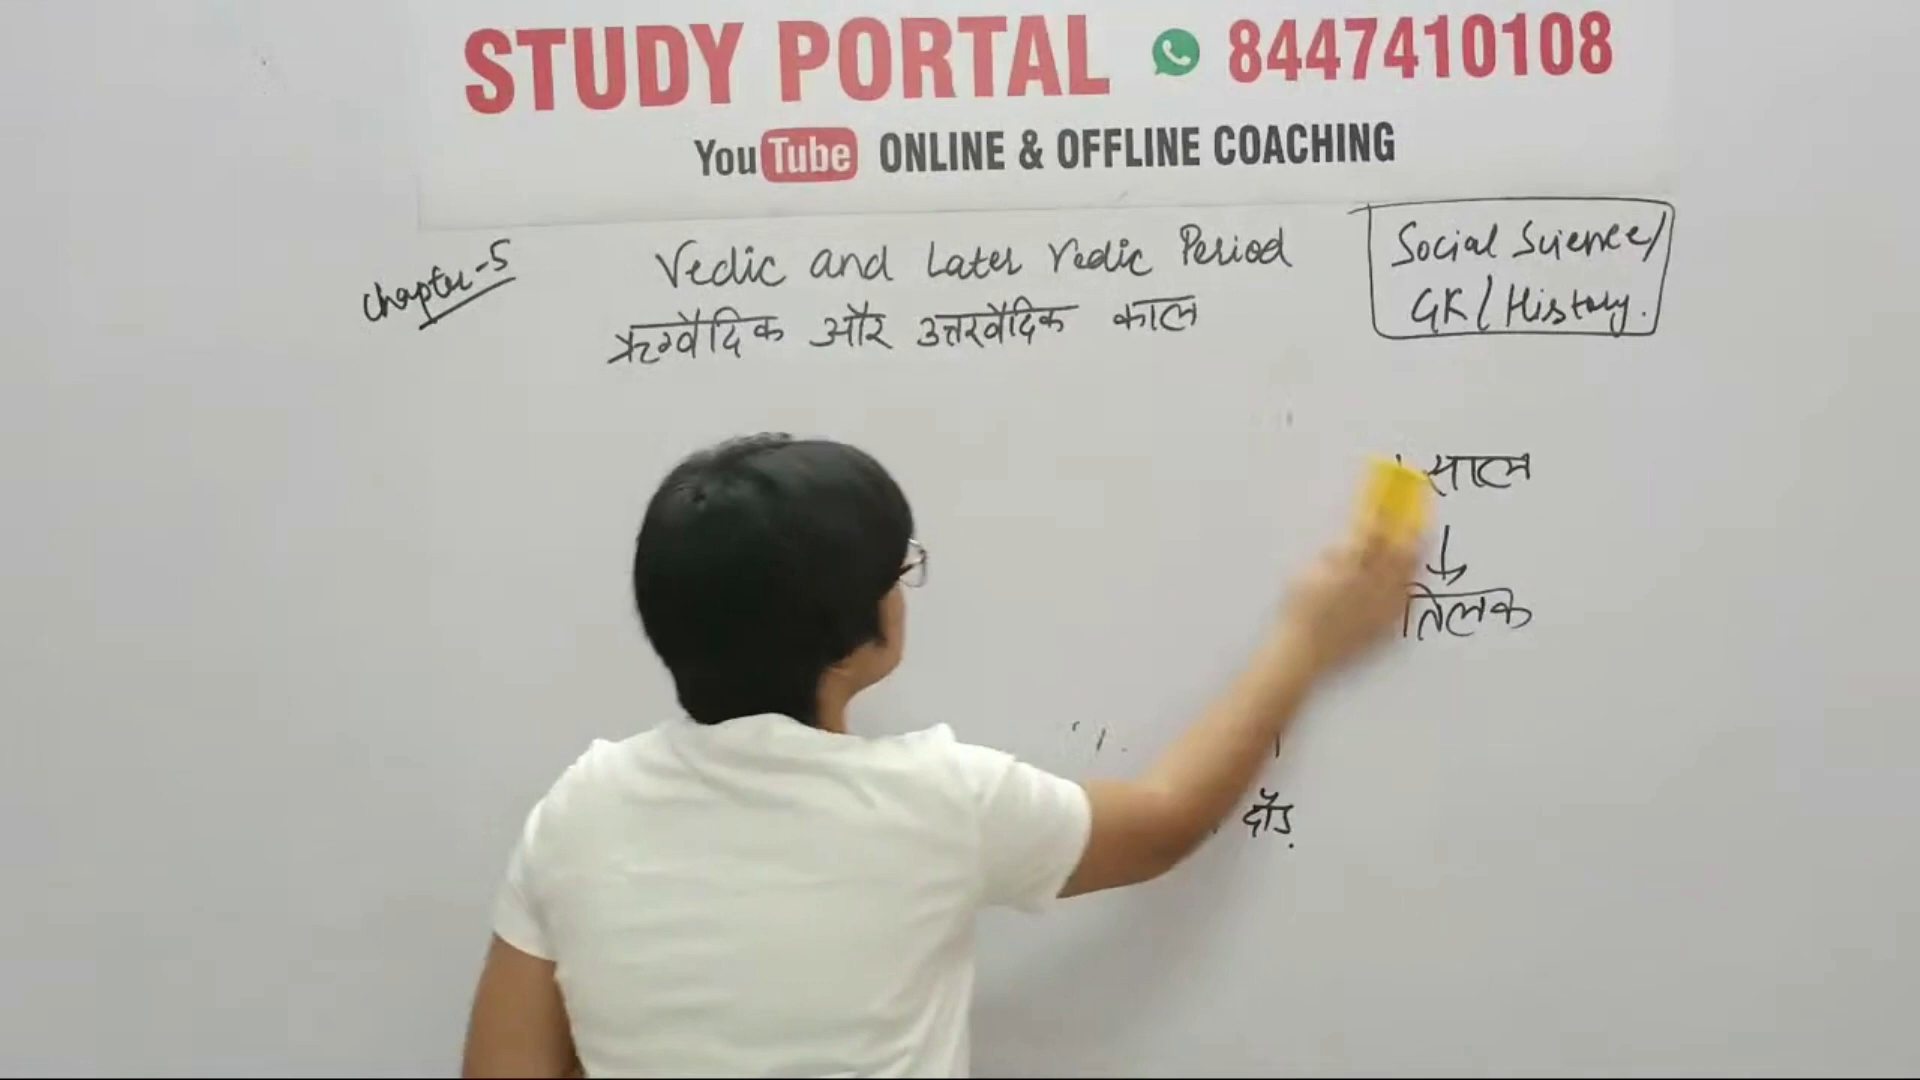 STUDY PORTAL 8447410108
YouTube ONLINE & OFFLINE COACHING
Chapter-5
Vedic and Later Vedic Period
ऋग्वैदिक और उत्तरवैदिक काल
Social Science/
GK/History.
साल
↓
तिलक